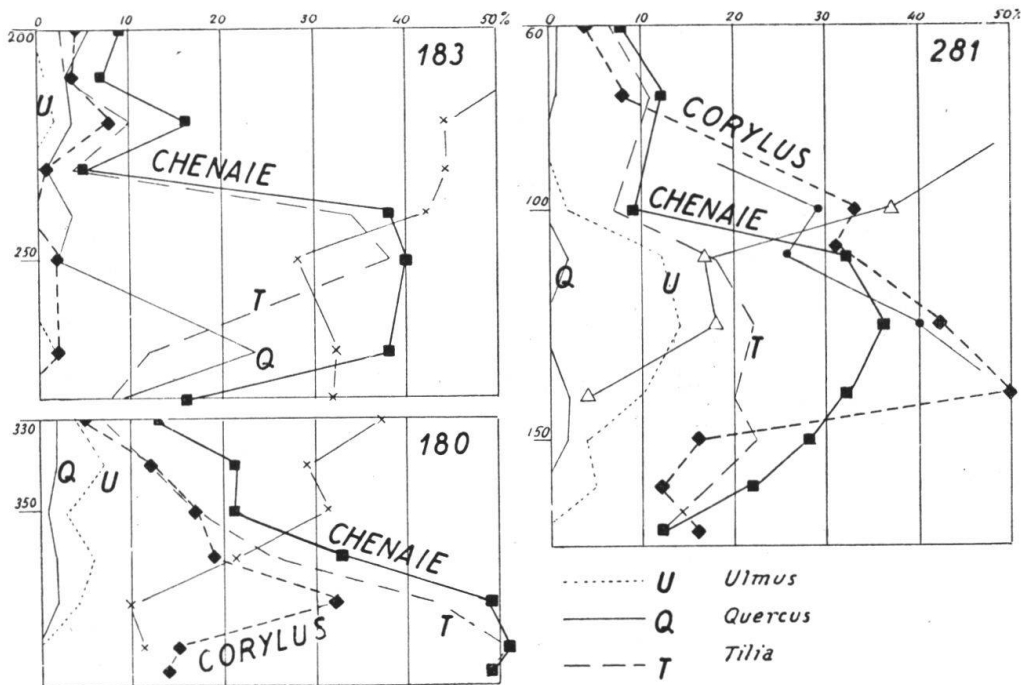 0 10 20 30 40 50%
200
183
U
CHENAIE
250
T
Q
330
180
Q U
350
CHENAIE
T
CORYLUS
0 10 20 30 40 50%
60
281
CORYLUS
100
CHENAIE
Q
U
T
150
U Ulmus
Q Quercus
T Tilia